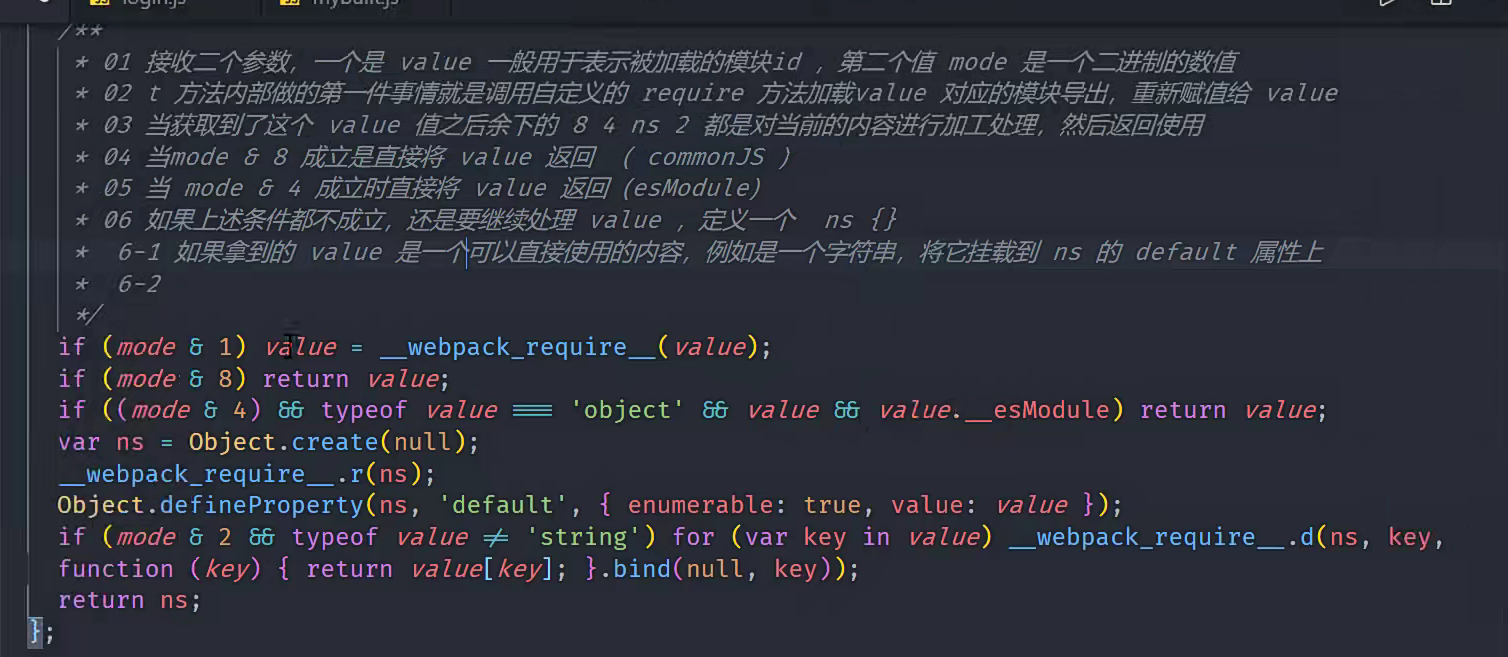 login.js mybuilt.js
/**
* 01 接收二个参数，一个是 value 一般用于表示被加载的模块id ，第二个值 mode 是一个二进制的数值
* 02 t 方法内部做的第一件事情就是调用自定义的 require 方法加载value 对应的模块导出，重新赋值给 value
* 03 当获取到了这个 value 值之后余下的 8 4 ns 2 都是对当前的内容进行加工处理，然后返回使用
* 04 当mode & 8 成立是直接将 value 返回 ( commonJS )
* 05 当 mode & 4 成立时直接将 value 返回(esModule)
* 06 如果上述条件都不成立，还是要继续处理 value ，定义一个 ns {}
* 6-1 如果拿到的 value 是一个可以直接使用的内容，例如是一个字符串，将它挂载到 ns 的 default 属性上
* 6-2
*/
if (mode & 1) value = __webpack_require__(value);
if (mode & 8) return value;
if ((mode & 4) && typeof value === 'object' && value && value.__esModule) return value;
var ns = Object.create(null);
__webpack_require__.r(ns);
Object.defineProperty(ns, 'default', { enumerable: true, value: value });
if (mode & 2 && typeof value != 'string') for (var key in value) __webpack_require__.d(ns, key,
function (key) { return value[key]; }.bind(null, key));
return ns;
};